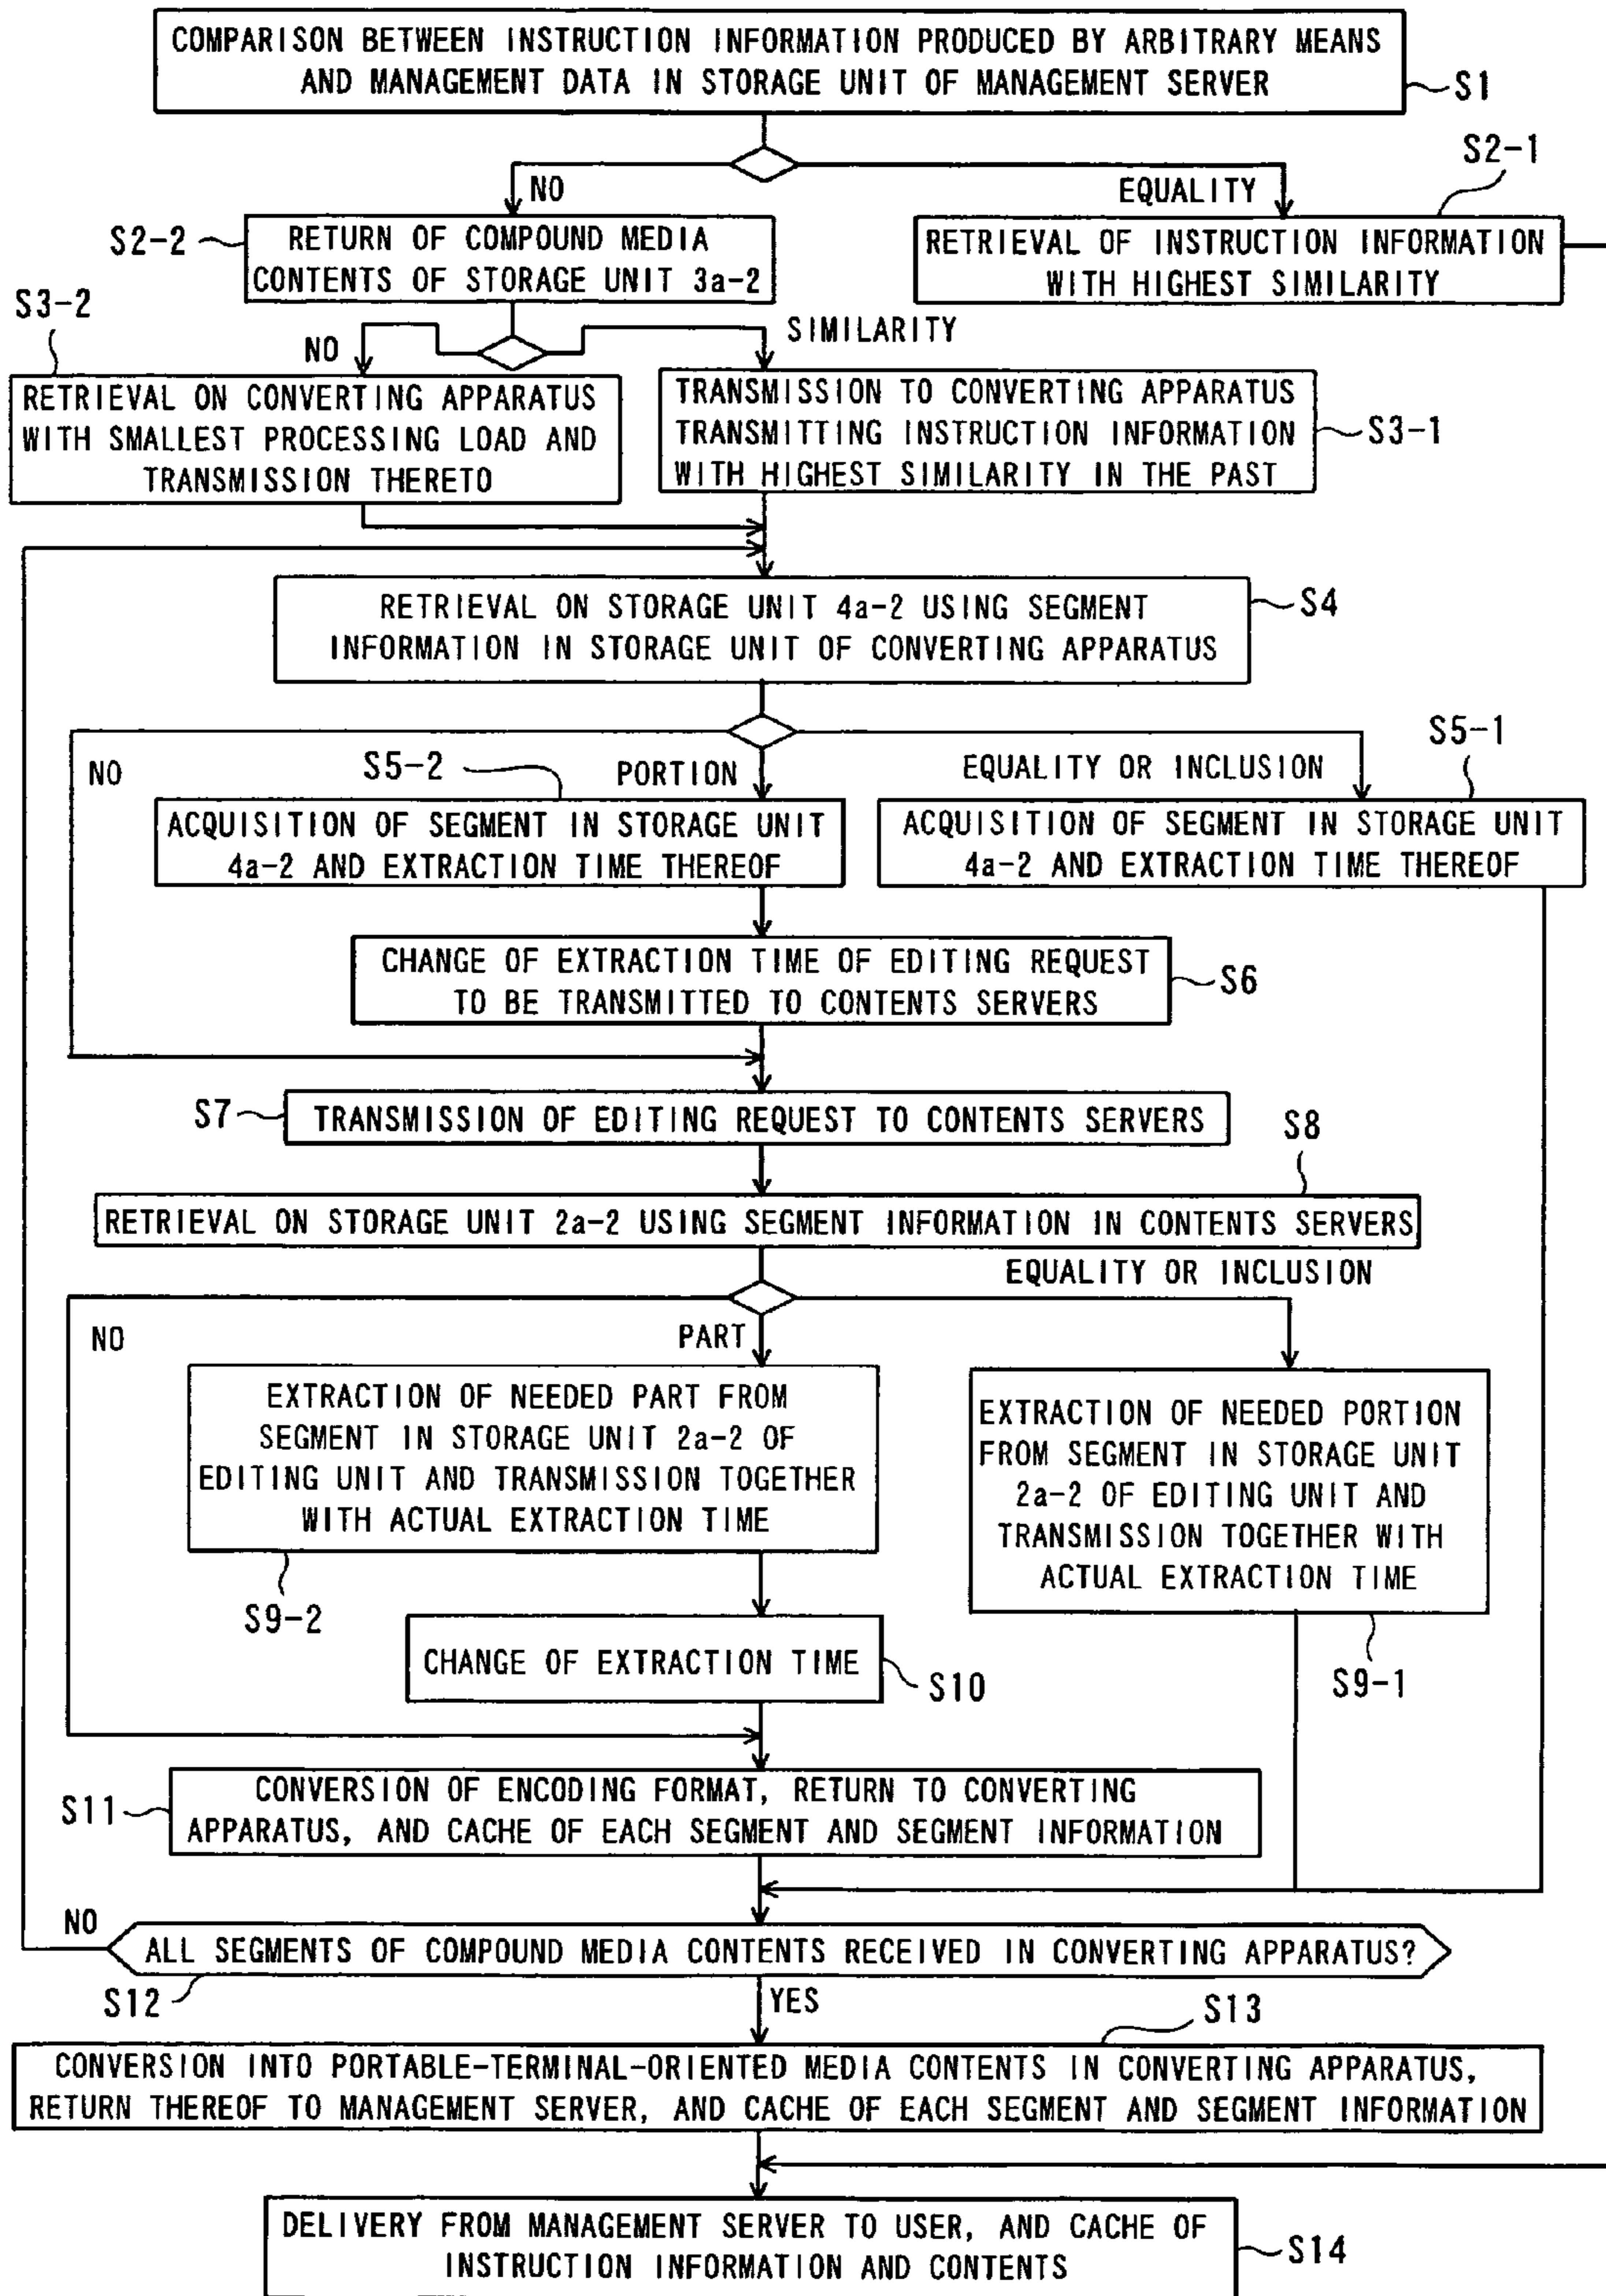 COMPARISON BETWEEN INSTRUCTION INFORMATION PRODUCED BY ARBITRARY MEANS
AND MANAGEMENT DATA IN STORAGE UNIT OF MANAGEMENT SERVER
S1
NO
EQUALITY
S2-1
S2-2
RETURN OF COMPOUND MEDIA
CONTENTS OF STORAGE UNIT 3a-2
RETRIEVAL OF INSTRUCTION INFORMATION
WITH HIGHEST SIMILARITY
S3-2
NO
SIMILARITY
RETRIEVAL ON CONVERTING APPARATUS
WITH SMALLEST PROCESSING LOAD AND
TRANSMISSION THERETO
TRANSMISSION TO CONVERTING APPARATUS
TRANSMITTING INSTRUCTION INFORMATION
WITH HIGHEST SIMILARITY IN THE PAST
S3-1
RETRIEVAL ON STORAGE UNIT 4a-2 USING SEGMENT
INFORMATION IN STORAGE UNIT OF CONVERTING APPARATUS
S4
NO
S5-2
PORTION
EQUALITY OR INCLUSION
S5-1
ACQUISITION OF SEGMENT IN STORAGE UNIT
4a-2 AND EXTRACTION TIME THEREOF
ACQUISITION OF SEGMENT IN STORAGE UNIT
4a-2 AND EXTRACTION TIME THEREOF
CHANGE OF EXTRACTION TIME OF EDITING REQUEST
TO BE TRANSMITTED TO CONTENTS SERVERS
S6
S7
TRANSMISSION OF EDITING REQUEST TO CONTENTS SERVERS
S8
RETRIEVAL ON STORAGE UNIT 2a-2 USING SEGMENT INFORMATION IN CONTENTS SERVERS
EQUALITY OR INCLUSION
NO
PART
EXTRACTION OF NEEDED PART FROM
SEGMENT IN STORAGE UNIT 2a-2 OF
EDITING UNIT AND TRANSMISSION TOGETHER
WITH ACTUAL EXTRACTION TIME
S9-2
EXTRACTION OF NEEDED PORTION
FROM SEGMENT IN STORAGE UNIT
2a-2 OF EDITING UNIT AND
TRANSMISSION TOGETHER WITH
ACTUAL EXTRACTION TIME
S9-1
CHANGE OF EXTRACTION TIME
S10
S11
CONVERSION OF ENCODING FORMAT, RETURN TO CONVERTING
APPARATUS, AND CACHE OF EACH SEGMENT AND SEGMENT INFORMATION
NO
ALL SEGMENTS OF COMPOUND MEDIA CONTENTS RECEIVED IN CONVERTING APPARATUS?
S12
YES
S13
CONVERSION INTO PORTABLE-TERMINAL-ORIENTED MEDIA CONTENTS IN CONVERTING APPARATUS,
RETURN THEREOF TO MANAGEMENT SERVER, AND CACHE OF EACH SEGMENT AND SEGMENT INFORMATION
DELIVERY FROM MANAGEMENT SERVER TO USER, AND CACHE OF
INSTRUCTION INFORMATION AND CONTENTS
S14